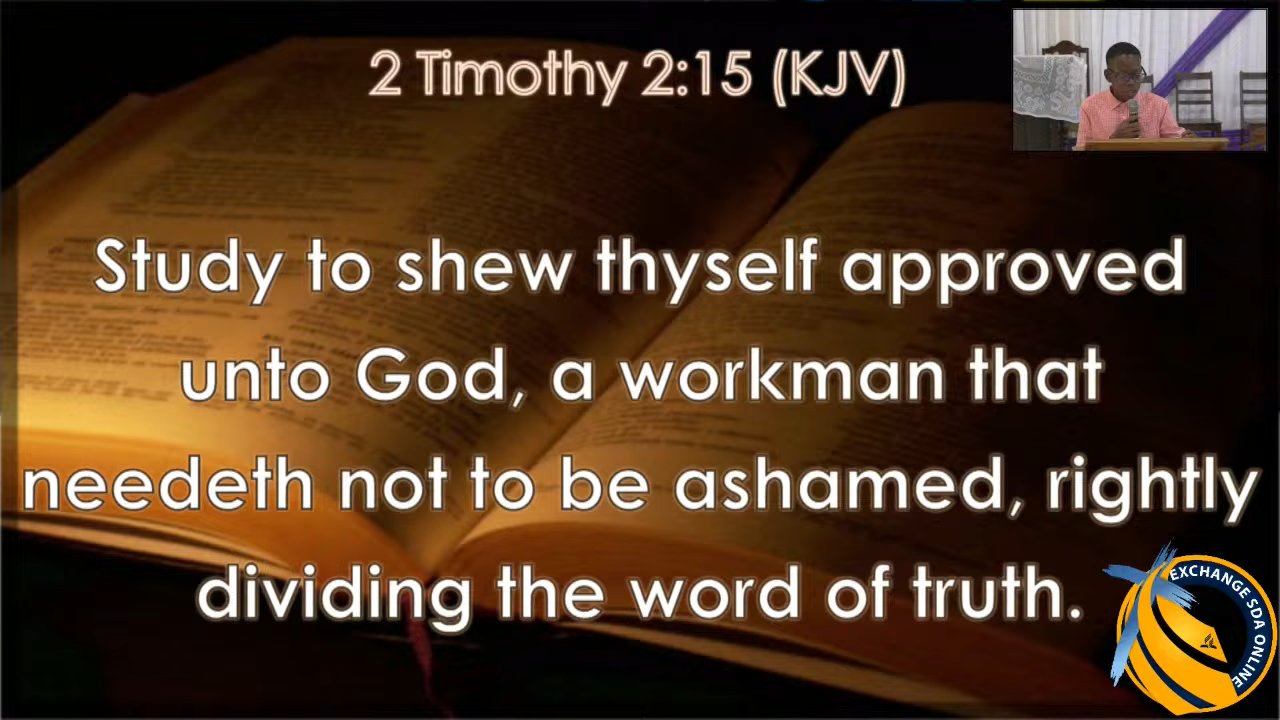 2 Timothy 2:15 (KJV)
Study to shew thyself approved
unto God, a workman that
needeth not to be ashamed, rightly
dividing the word of truth.
EXCHANGE SDA ONLINE